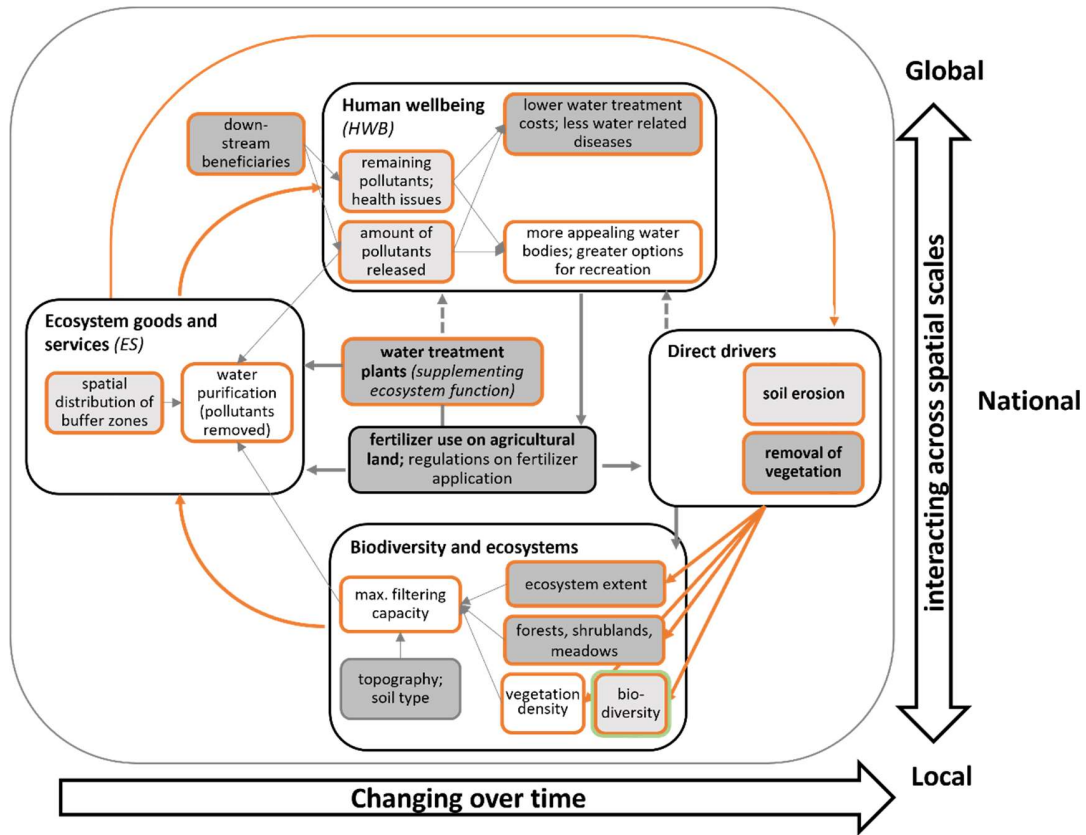 Global
Human wellbeing
(HWB)
down-
stream
beneficiaries
lower water treatment
costs; less water related
diseases
remaining
pollutants;
health issues
amount of
pollutants
released
more appealing water
bodies; greater options
for recreation
Ecosystem goods and
services (ES)
spatial
distribution of
buffer zones
water
purification
(pollutants
removed)
water treatment
plants (supplementing
ecosystem function)
fertilizer use on agricultural
land; regulations on fertilizer
application
Direct drivers
soil erosion
removal of
vegetation
interacting across spatial scales
National
Biodiversity and ecosystems
max. filtering
capacity
ecosystem extent
forests, shrublands,
meadows
topography;
soil type
vegetation
density
bio-
diversity
Local
Changing over time